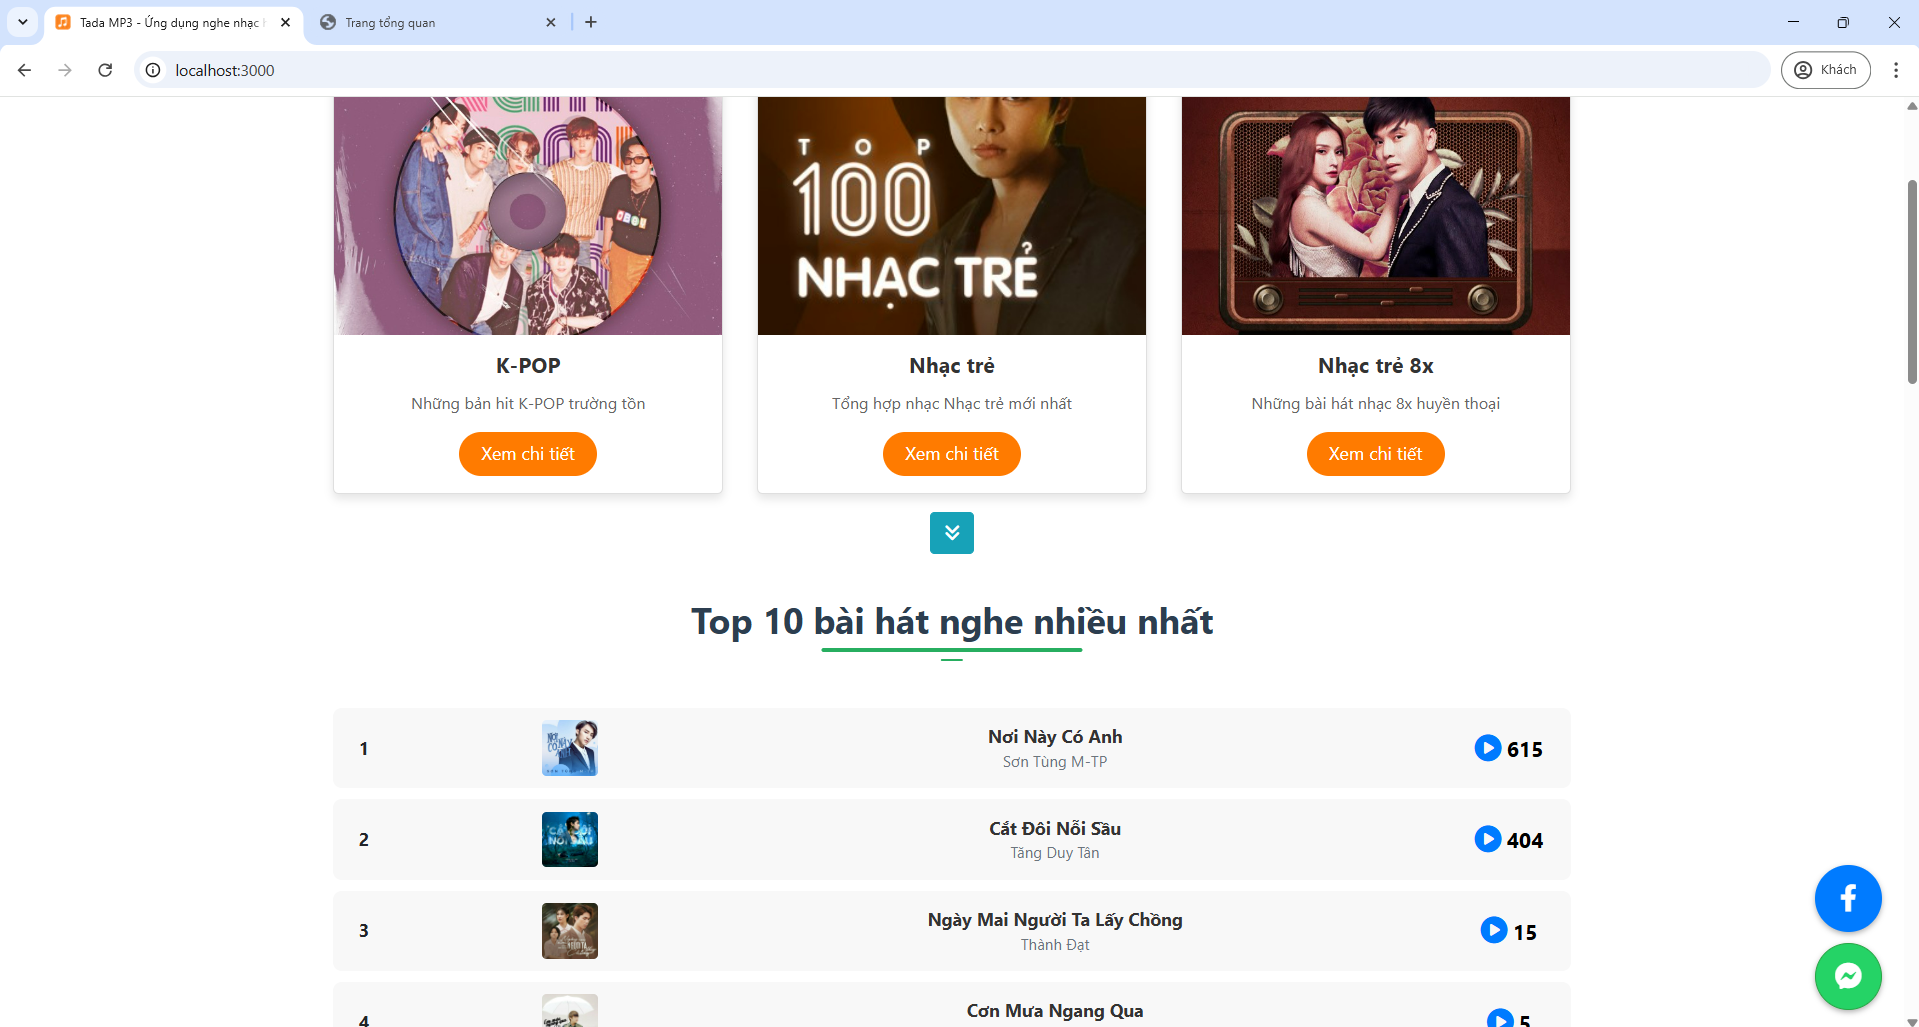 Tada MP3 - Ứng dụng nghe nhạc
Trang tổng quan
localhost:3000
Khách
TOP
100
NHẠC TRẺ
K-POP
Những bản hit K-POP trường tồn
Xem chi tiết
Nhạc trẻ
Tổng hợp nhạc Nhạc trẻ mới nhất
Xem chi tiết
Nhạc trẻ 8x
Những bài hát nhạc 8x huyền thoại
Xem chi tiết
Top 10 bài hát nghe nhiều nhất
1
Nơi Này Có Anh
Sơn Tùng M-TP
615
2
Cắt Đôi Nỗi Sầu
Tăng Duy Tân
404
3
Ngày Mai Người Ta Lấy Chồng
Thành Đạt
15
4
Cơn Mưa Ngang Qua
5